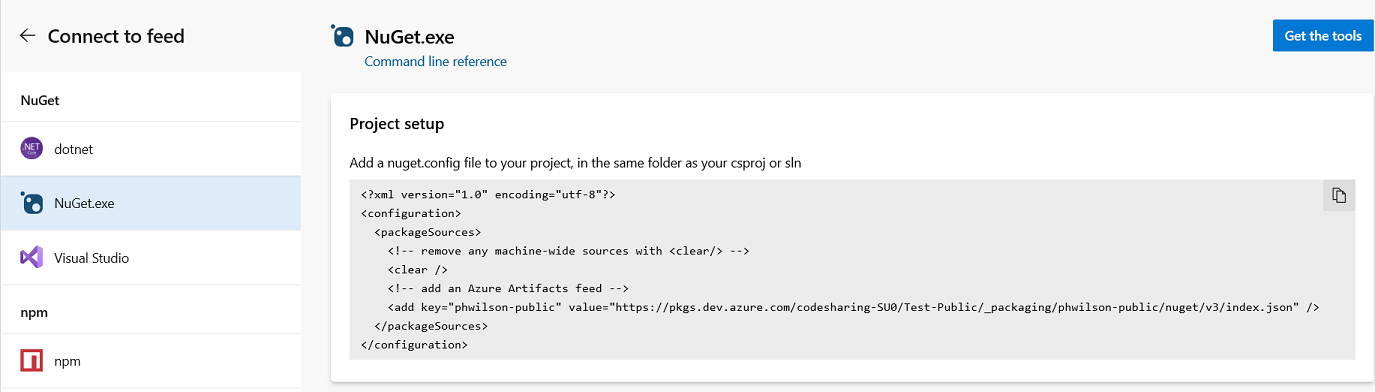 Connect to feed
NuGet
.NET
dotnet
NuGet.exe
Visual Studio
npm
npm
NuGet.exe
Command line reference
Get the tools
Project setup
Add a nuget.config file to your project, in the same folder as your csproj or sln
<?xml version="1.0" encoding="utf-8"?>
<configuration>
  <packageSources>
    <!-- remove any machine-wide sources with <clear/> -->
    <clear />
    <!-- add an Azure Artifacts feed -->
    <add key="phwilson-public" value="https://pkgs.dev.azure.com/codesharing-SU0/Test-Public/_packaging/phwilson-public/nuget/v3/index.json" />
  </packageSources>
</configuration>